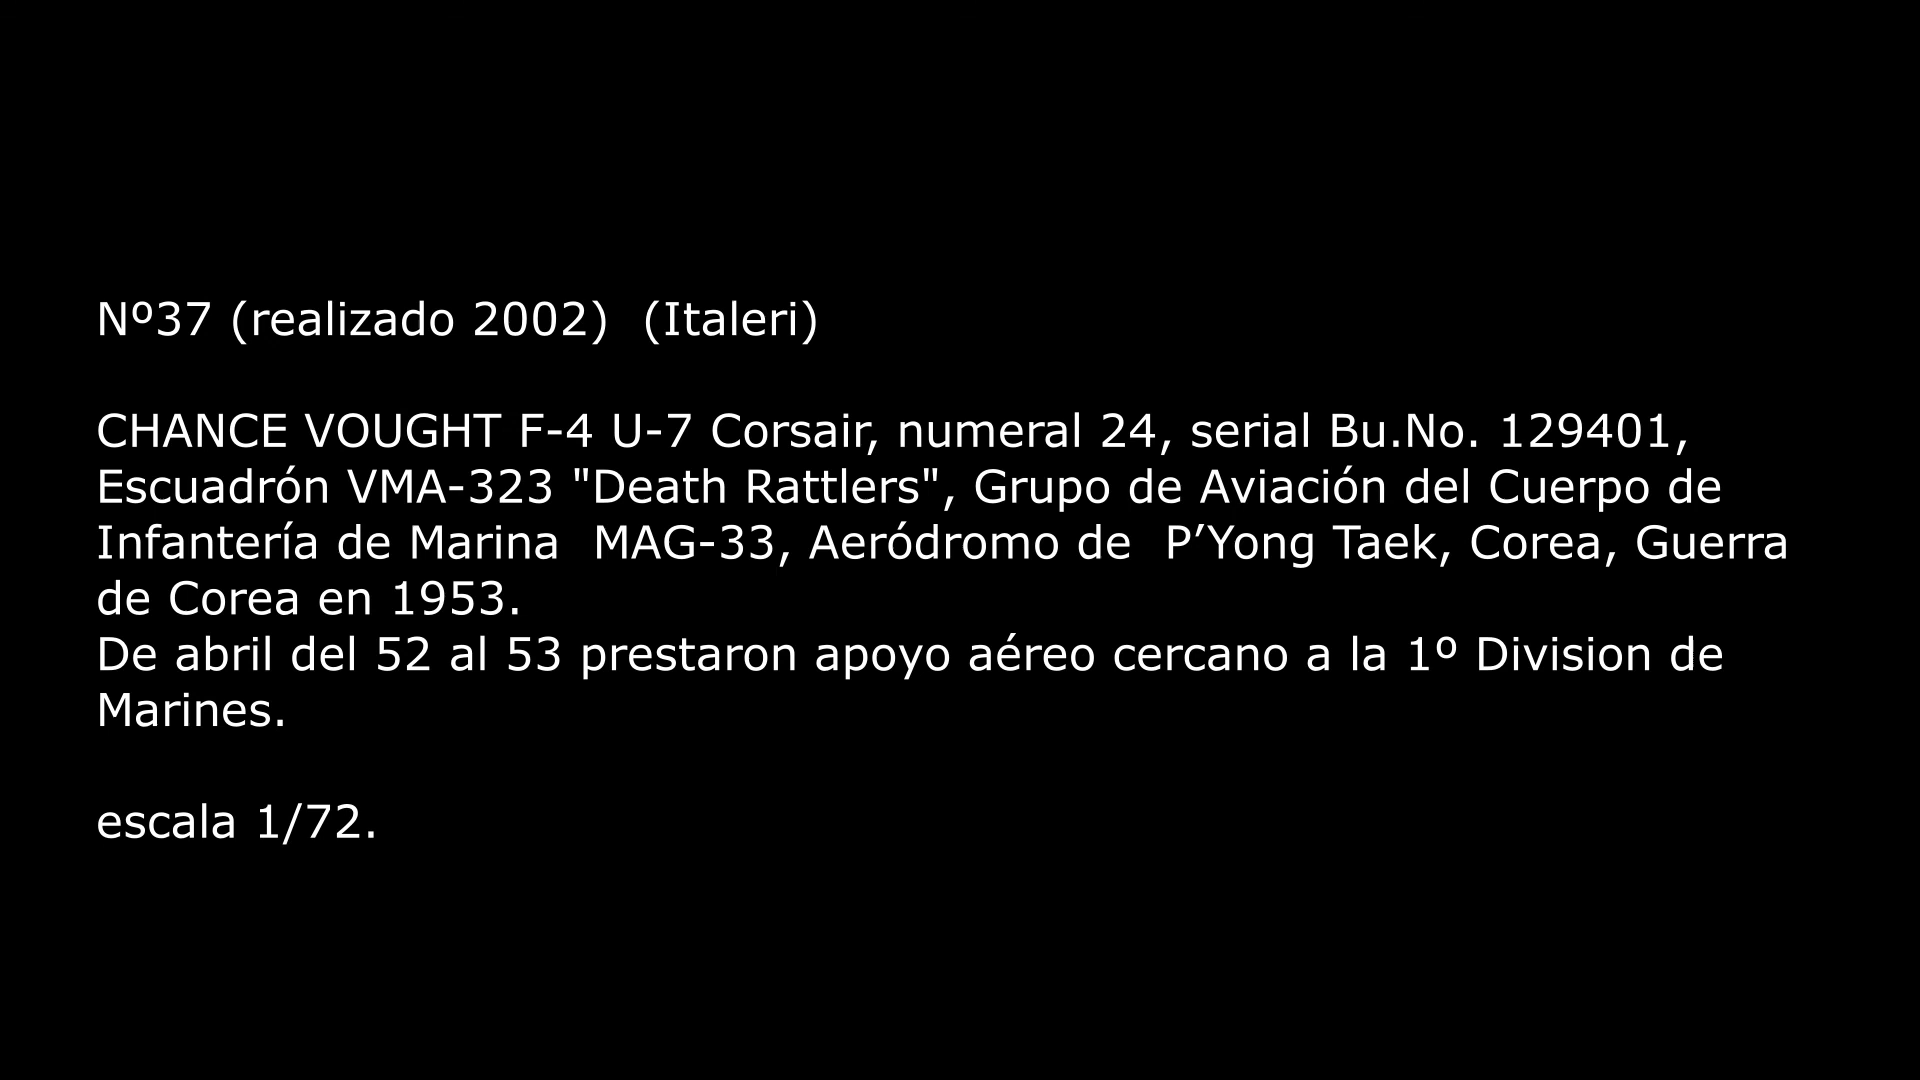 Nº37 (realizado 2002)  (Italeri)
CHANCE VOUGHT F-4 U-7 Corsair, numeral 24, serial Bu.No. 129401,
Escuadrón VMA-323 "Death Rattlers", Grupo de Aviación del Cuerpo de
Infantería de Marina  MAG-33, Aeródromo de  P’Yong Taek, Corea, Guerra
de Corea en 1953.
De abril del 52 al 53 prestaron apoyo aéreo cercano a la 1º Division de
Marines.
escala 1/72.